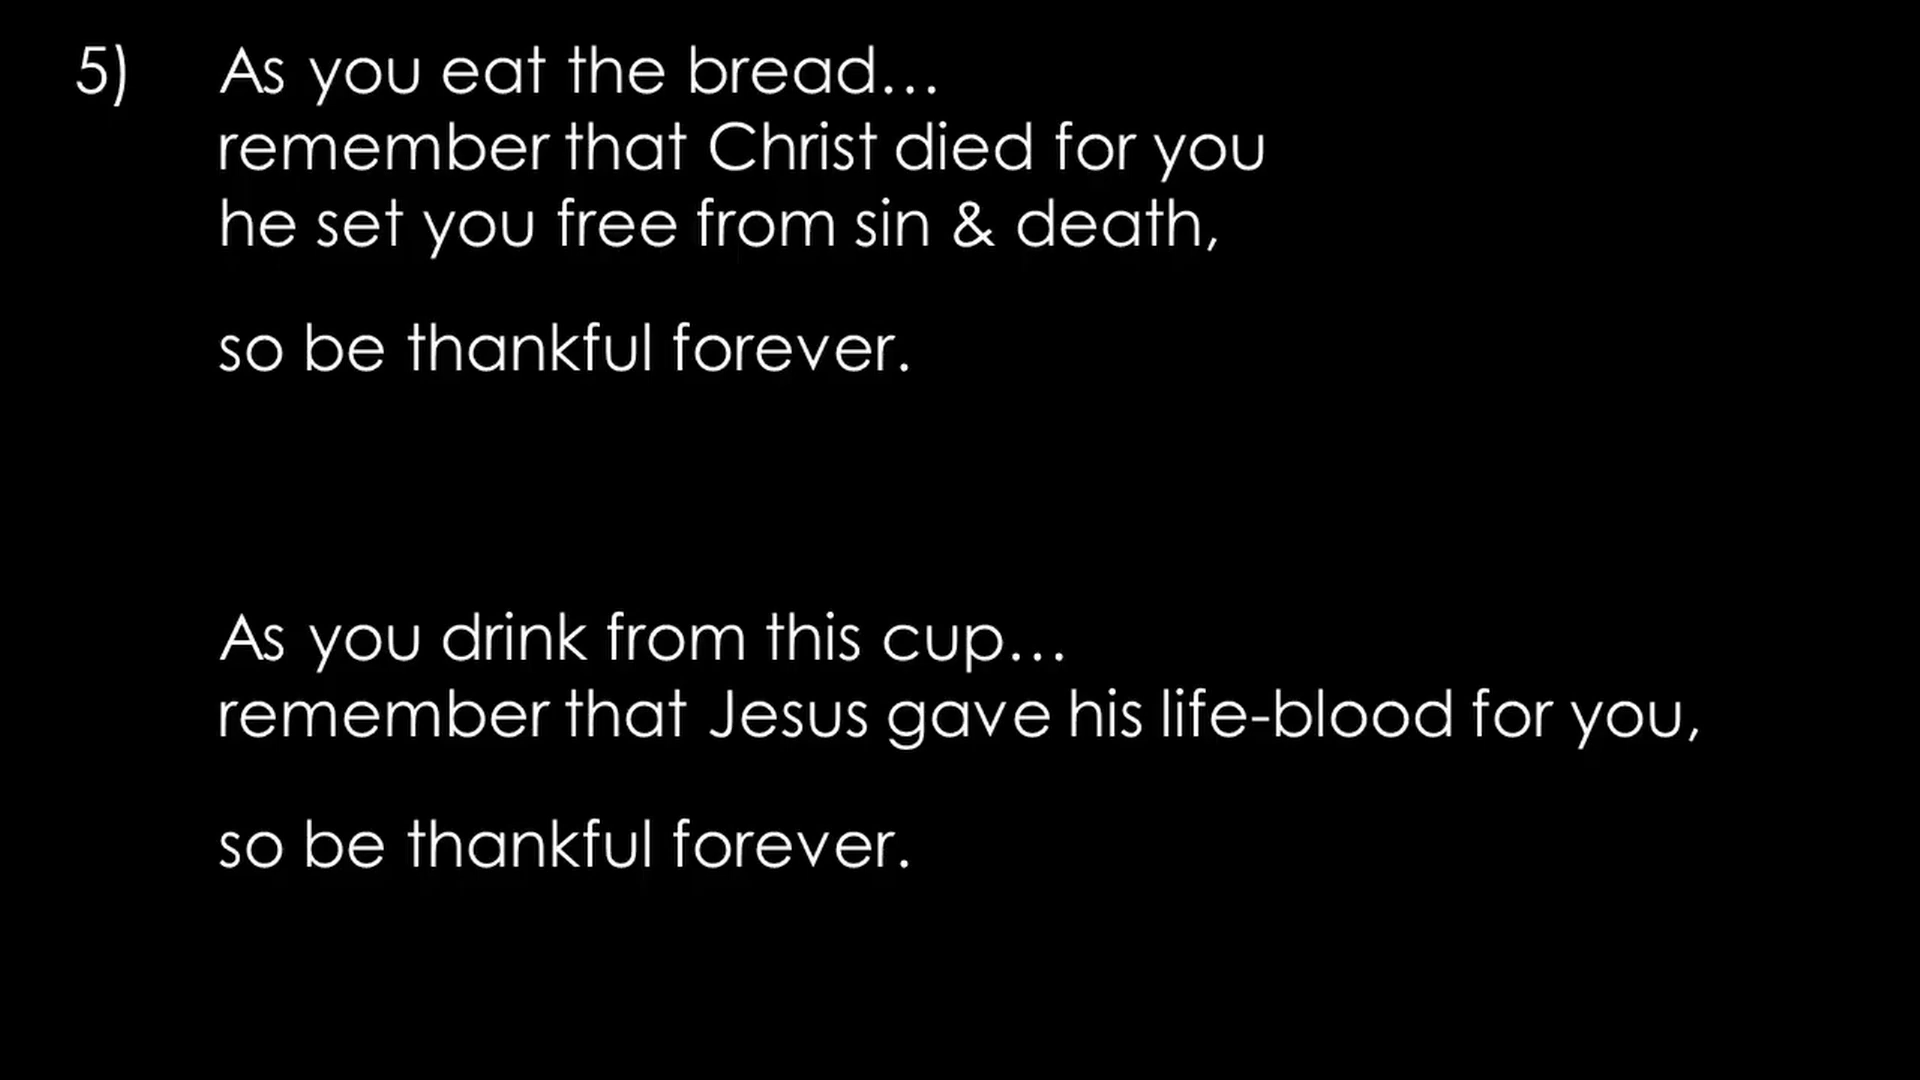 5) As you eat the bread…
remember that Christ died for you
he set you free from sin & death,
so be thankful forever.
As you drink from this cup…
remember that Jesus gave his life-blood for you,
so be thankful forever.